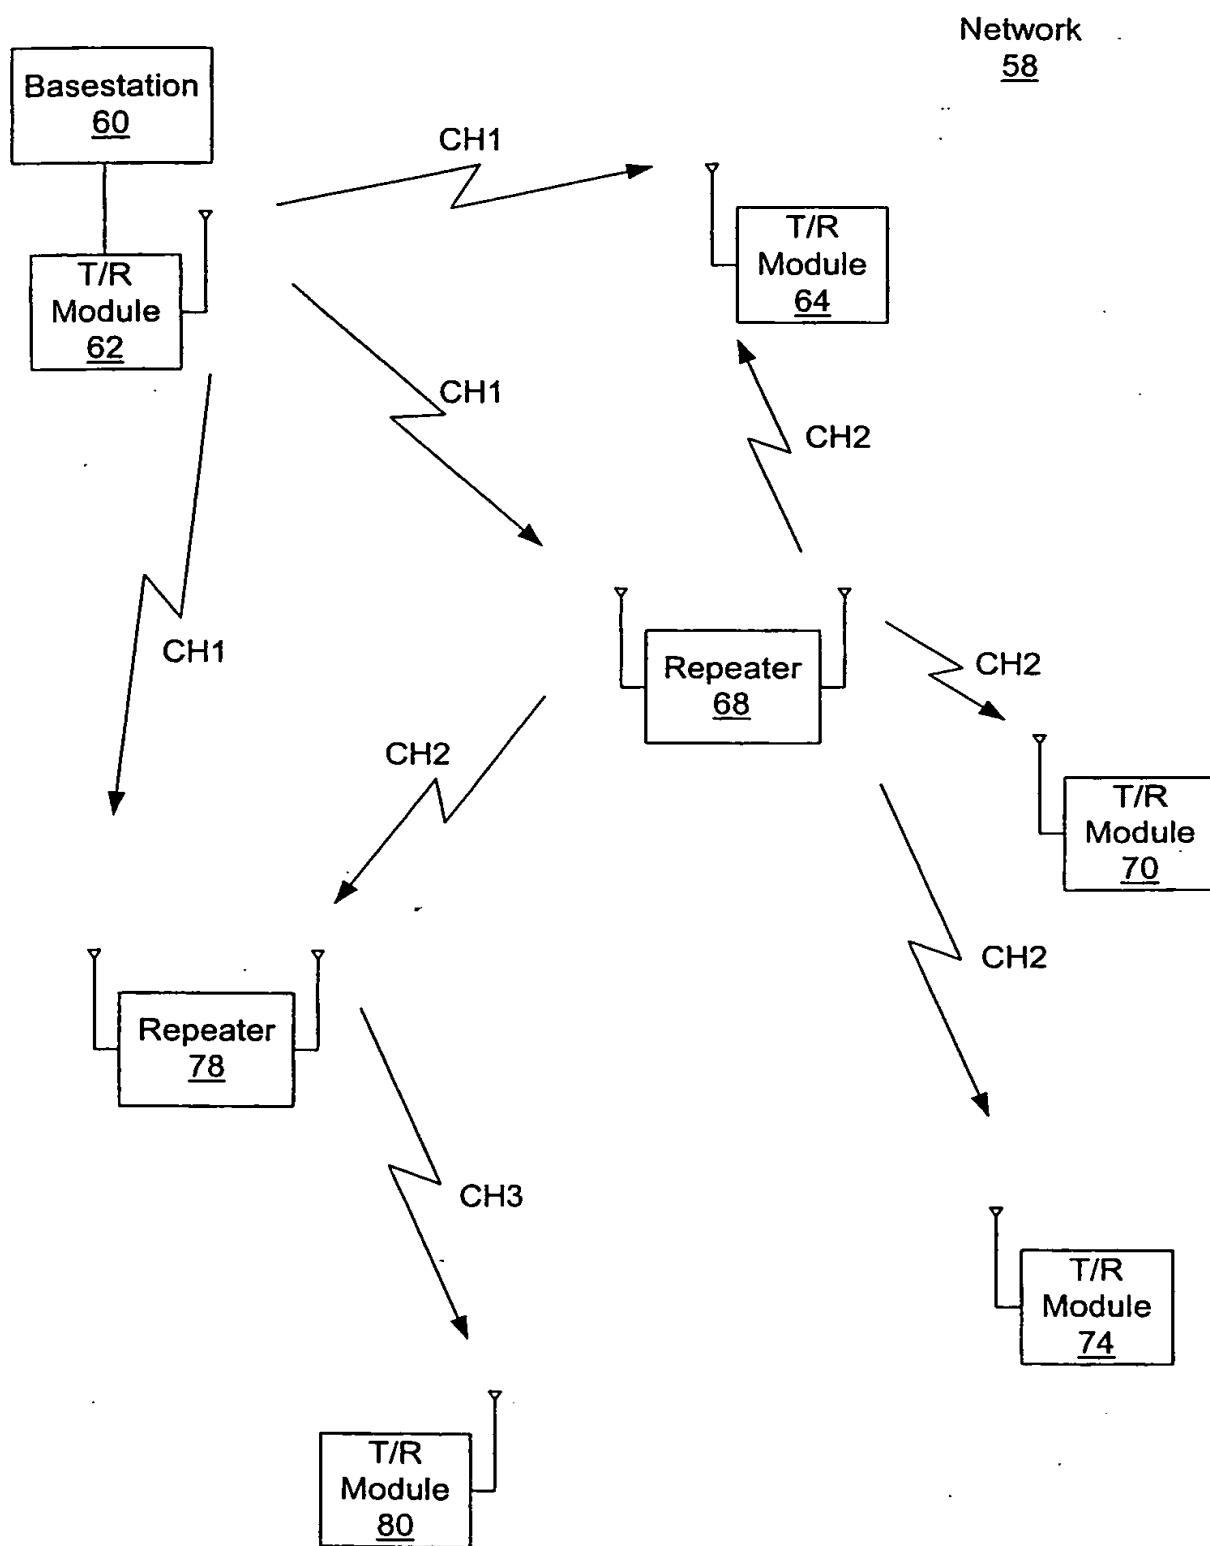 Network
58
Basestation
60
CH1
T/R
Module
64
T/R
Module
62
CH1
CH2
CH1
Repeater
68
CH2
CH2
T/R
Module
70
CH2
Repeater
78
CH3
T/R
Module
74
T/R
Module
80